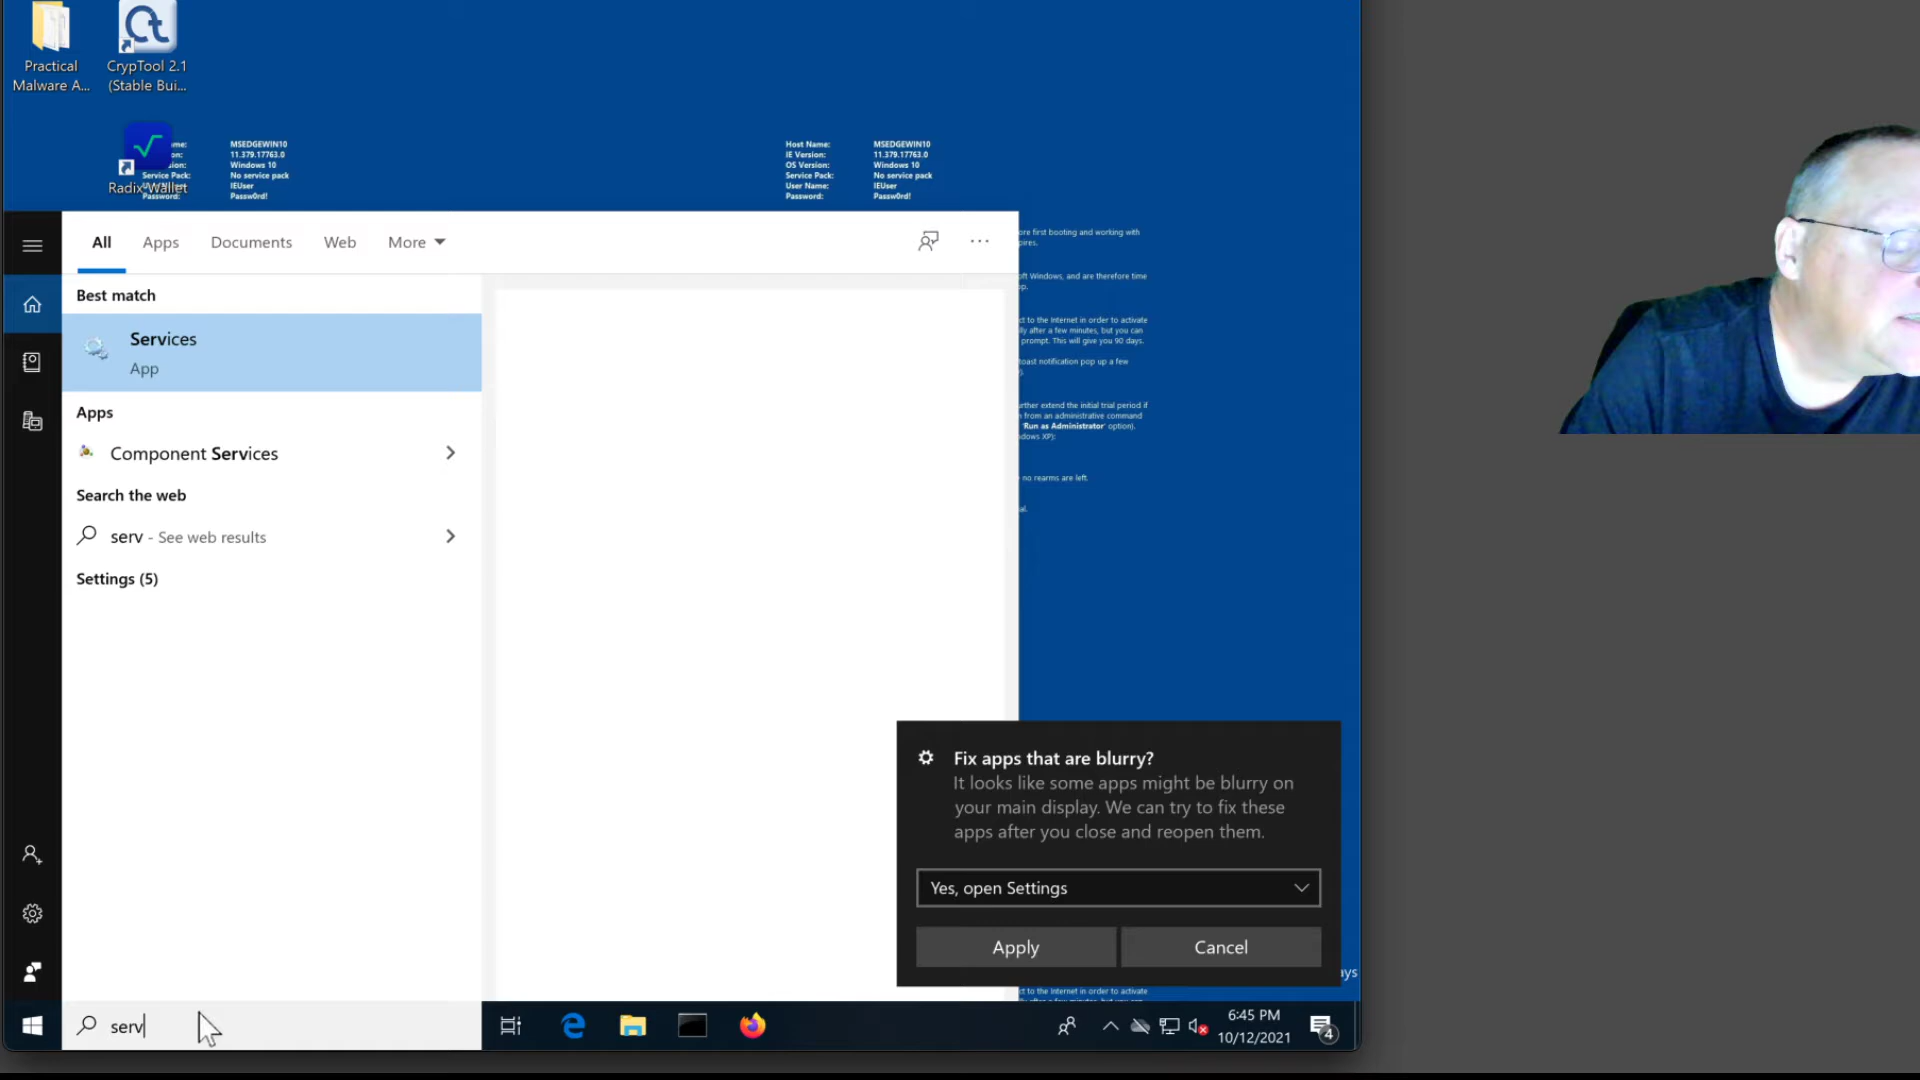 Practical
Malware A...
CrypTool 2.1
(Stable Bui...
Radix Wallet
MSEDGEWIN10
11.379.17763.0
Windows 10
Service Pack: No service pack
IEUser
Password: Passw0rd!
Host Name: MSEDGEWIN10
IE Version: 11.379.17763.0
OS Version: Windows 10
Service Pack: No service pack
User Name: IEUser
Password: Passw0rd!
All Apps Documents Web More
Best match
Services
App
Apps
Component Services
Search the web
serv - See web results
Settings (5)
ore first booting and working with
pires.
oft Windows, and are therefore time
ct to the Internet in order to activate
ly after a few minutes, but you can
prompt. This will give you 90 days.
oast notification pop up a few
rther extend the initial trial period if
from an administrative command
'Run as Administrator' option).
dows XP):
no rearms are left.
al.
Fix apps that are blurry?
It looks like some apps might be blurry on
your main display. We can try to fix these
apps after you close and reopen them.
Yes, open Settings
Apply Cancel
ays
ct to the Internet in order to activate
serv
6:45 PM
10/12/2021
4